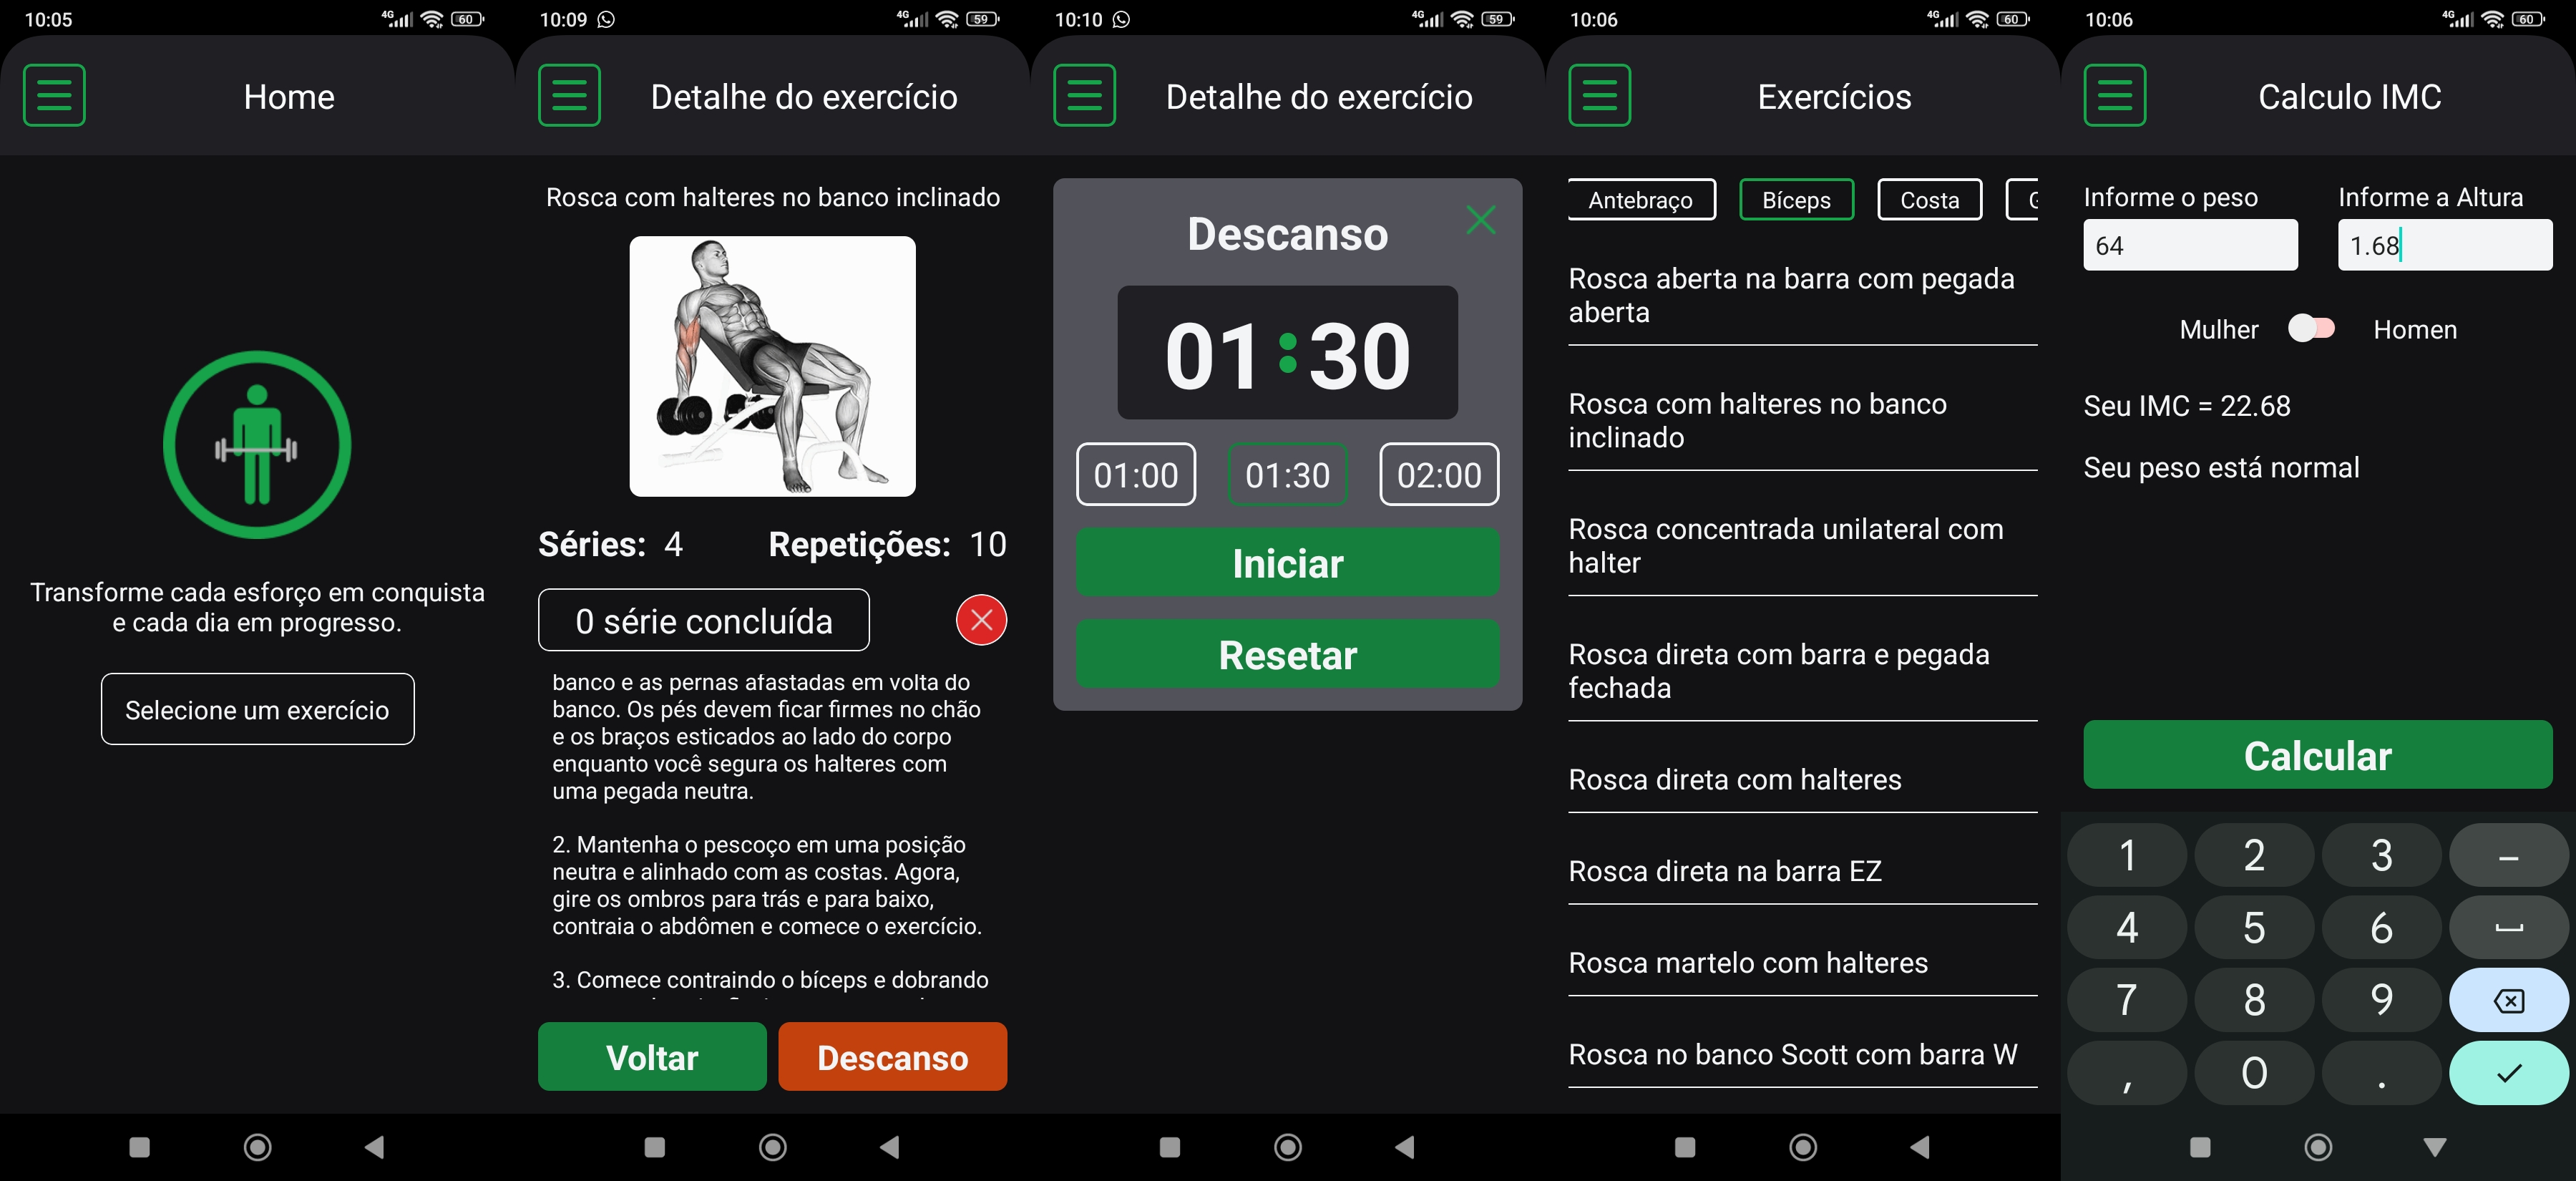 10:05
4G
60
Home
Transforme cada esforço em conquista
e cada dia em progresso.
Selecione um exercício
10:09
4G
59
Detalhe do exercício
Rosca com halteres no banco inclinado
Séries: 4
Repetições: 10
0 série concluída
banco e as pernas afastadas em volta do
banco. Os pés devem ficar firmes no chão
e os braços esticados ao lado do corpo
enquanto você segura os halteres com
uma pegada neutra.
2. Mantenha o pescoço em uma posição
neutra e alinhado com as costas. Agora,
gire os ombros para trás e para baixo,
contraia o abdômen e comece o exercício.
3. Comece contraindo o bíceps e dobrando
Voltar
Descanso
10:10
4G
59
Detalhe do exercício
Descanso
01:30
01:00
01:30
02:00
Iniciar
Resetar
10:06
4G
60
Exercícios
Antebraço
Bíceps
Costa
Rosca aberta na barra com pegada
aberta
Rosca com halteres no banco
inclinado
Rosca concentrada unilateral com
halter
Rosca direta com barra e pegada
fechada
Rosca direta com halteres
Rosca direta na barra EZ
Rosca martelo com halteres
Rosca no banco Scott com barra W
10:06
4G
60
Calculo IMC
Informe o peso
Informe a Altura
64
1.68
Mulher
Homen
Seu IMC = 22.68
Seu peso está normal
Calcular
1 2 3 –
4 5 6
7 8 9
, 0 .